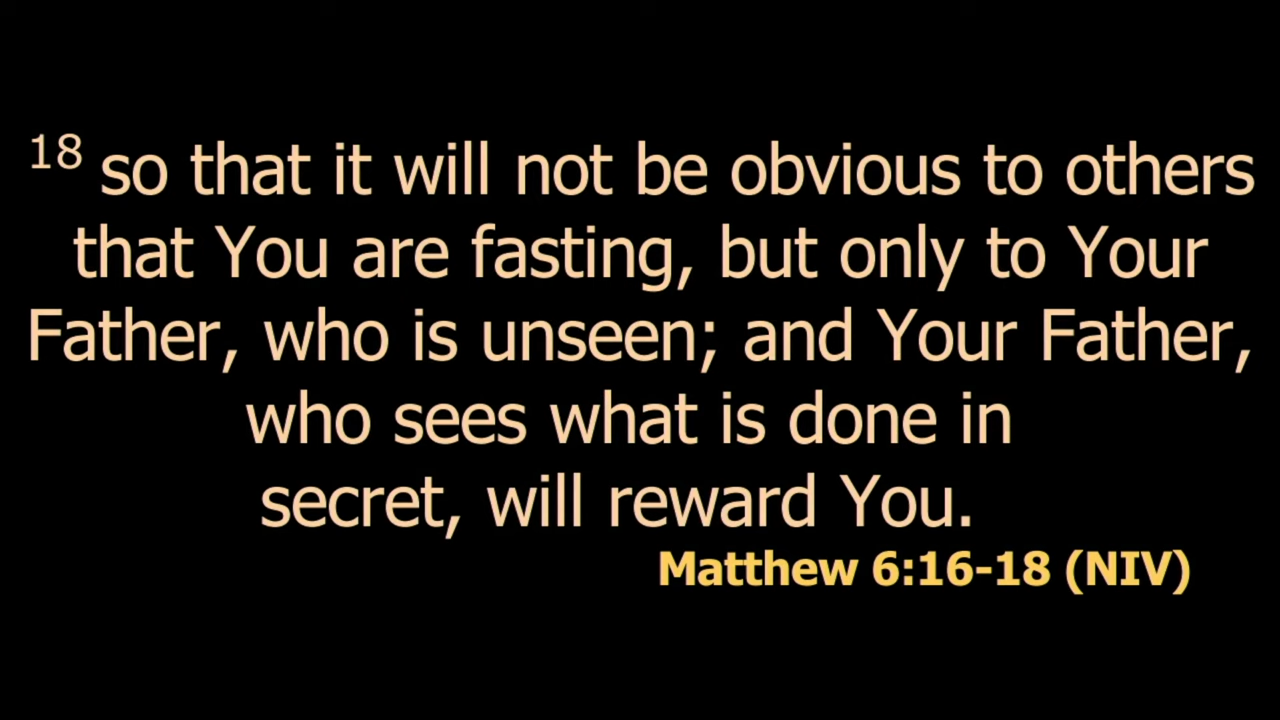 18 so that it will not be obvious to others
that You are fasting, but only to Your
Father, who is unseen; and Your Father,
who sees what is done in
secret, will reward You.
Matthew 6:16-18 (NIV)